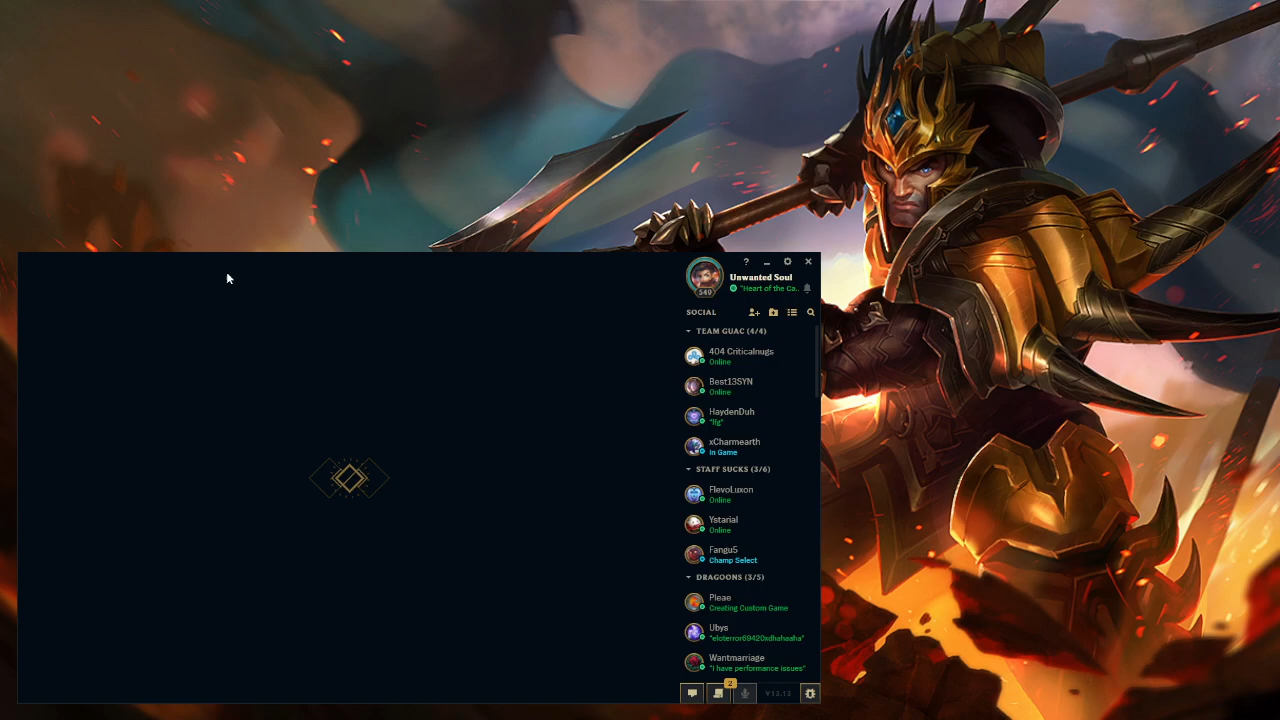 ?
Unwanted Soul
549
"Heart of the Ca..
SOCIAL
TEAM GUAC (4/4)
404 Criticalnugs
Online
Best13SYN
Online
HaydenDuh
"lfg"
xCharmearth
In Game
STAFF SUCKS (3/6)
FlevoLuxon
Online
Ystarial
Online
Fangu5
Champ Select
DRAGOONS (3/5)
Pleae
Creating Custom Game
Ubys
"eloterror69420xdhahaaha"
Wantmarriage
"I have performance issues"
2
V13.13